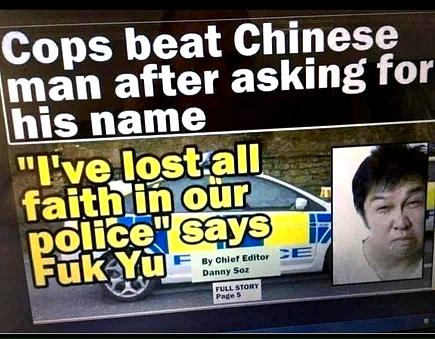 Cops beat Chinese
man after asking for
his name
"I've lost all
faith in our
police" says
Fuk Yu
By Chief Editor
Danny Soz
FULL STORY
Page 5